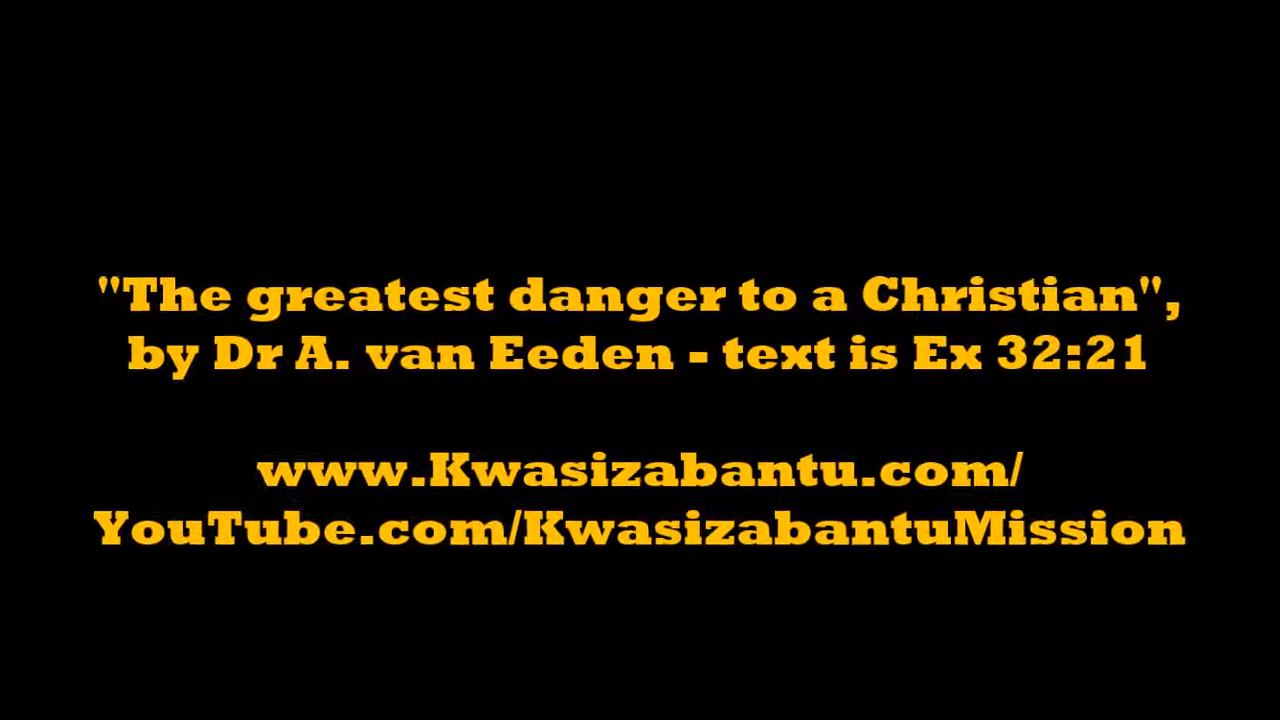 "The greatest danger to a Christian",
by Dr A. van Eeden - text is Ex 32:21
www.Kwasizabantu.com/
YouTube.com/KwasizabantuMission